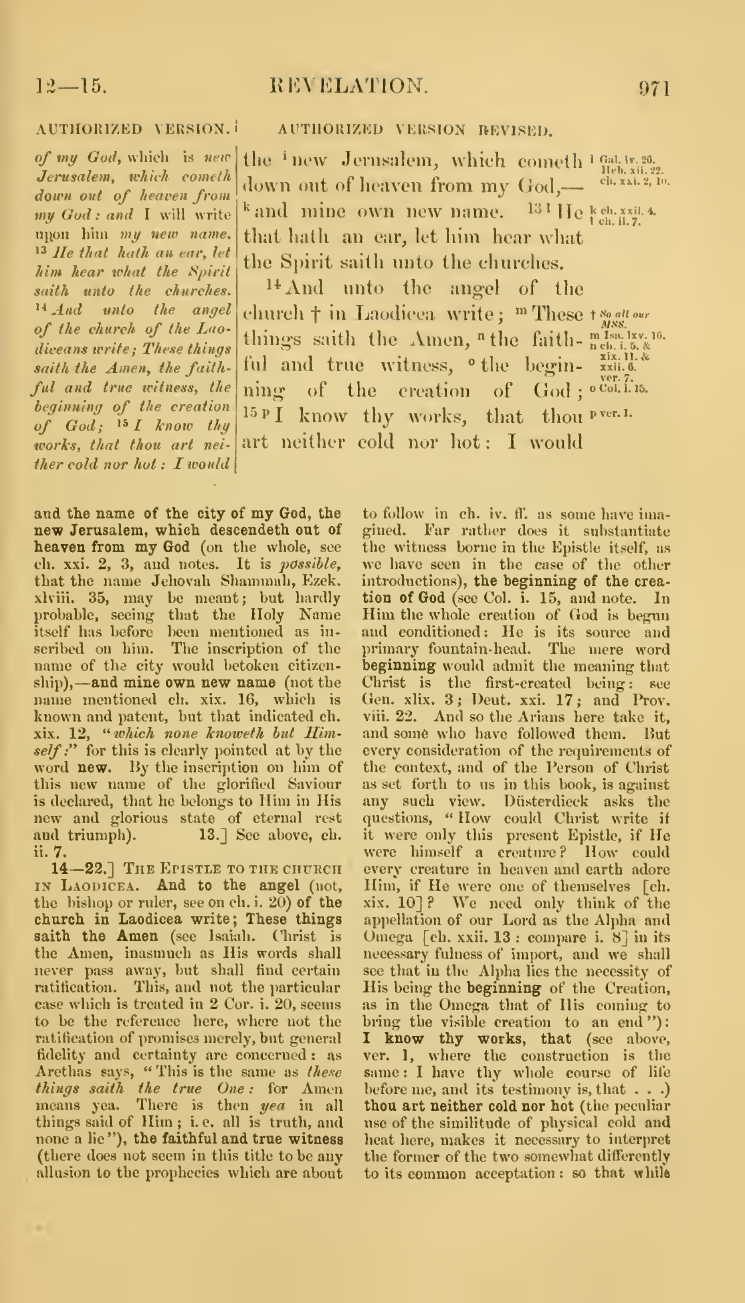 12—15. REVELATION. 971
AUTHORIZED VERSION.
of my God, which is new
Jerusalem, which cometh
down out of heaven from
my God: and I will write
upon him my new name.
13 He that hath an ear, let
him hear what the Spirit
saith unto the churches.
14 And unto the angel
of the church of the Lao-
diceans write; These things
saith the Amen, the faith-
ful and true witness, the
beginning of the creation
of God; 15 I know thy
works, that thou art nei-
ther cold nor hot: I would
AUTHORIZED VERSION REVISED.
the i new Jerusalem, which cometh
down out of heaven from my God,—
k and mine own new name. 13 l He
that hath an ear, let him hear what
the Spirit saith unto the churches.
14 And unto the angel of the
church † in Laodicea write; m These
things saith the Amen, n the faith-
ful and true witness, o the begin-
ning of the creation of God;
15 p I know thy works, that thou
art neither cold nor hot: I would
i Gal. iv. 26.
Heb. xii. 22.
ch. xxi. 2, 10.
k ch. xxii. 4.
l ch. ii. 7.
† So all our
MSS.
m Isa. lxv. 16.
n ch. i. 5. &
xix. 11. &
xxii. 6.
ver. 7.
o Col. i. 15.
p ver. 1.
and the name of the city of my God, the
new Jerusalem, which descendeth out of
heaven from my God (on the whole, see
ch. xxi. 2, 3, and notes. It is possible,
that the name Jehovah Shammah, Ezek.
xlviii. 35, may be meant; but hardly
probable, seeing that the Holy Name
itself has before been mentioned as in-
scribed on him. The inscription of the
name of the city would betoken citizen-
ship),—and mine own new name (not the
name mentioned ch. xix. 16, which is
known and patent, but that indicated ch.
xix. 12, "which none knoweth but Him-
self:" for this is clearly pointed at by the
word new. By the inscription on him of
this new name of the glorified Saviour
is declared, that he belongs to Him in His
new and glorious state of eternal rest
and triumph). 13.] See above, ch.
ii. 7.
14—22.] THE EPISTLE TO THE CHURCH
IN LAODICEA. And to the angel (not,
the bishop or ruler, see on ch. i. 20) of the
church in Laodicea write; These things
saith the Amen (see Isaiah. Christ is
the Amen, inasmuch as His words shall
never pass away, but shall find certain
ratification. This, and not the particular
case which is treated in 2 Cor. i. 20, seems
to be the reference here, where not the
ratification of promises merely, but general
fidelity and certainty are concerned: as
Arethas says, "This is the same as these
things saith the true One: for Amen
means yea. There is then yea in all
things said of Him; i. e. all is truth, and
none a lie"), the faithful and true witness
(there does not seem in this title to be any
allusion to the prophecies which are about
to follow in ch. iv. ff. as some have ima-
gined. Far rather does it substantiate
the witness borne in the Epistle itself, as
we have seen in the case of the other
introductions), the beginning of the crea-
tion of God (see Col. i. 15, and note. In
Him the whole creation of God is begun
and conditioned: He is its source and
primary fountain-head. The mere word
beginning would admit the meaning that
Christ is the first-created being: see
Gen. xlix. 3; Deut. xxi. 17; and Prov.
viii. 22. And so the Arians here take it,
and some who have followed them. But
every consideration of the requirements of
the context, and of the Person of Christ
as set forth to us in this book, is against
any such view. Düsterdieck asks the
questions, "How could Christ write if
it were only this present Epistle, if He
were himself a creature? How could
every creature in heaven and earth adore
Him, if He were one of themselves [ch.
xix. 10]? We need only think of the
appellation of our Lord as the Alpha and
Omega [ch. xxii. 13: compare i. 8] in its
necessary fulness of import, and we shall
see that in the Alpha lies the necessity of
His being the beginning of the Creation,
as in the Omega that of His coming to
bring the visible creation to an end"):
I know thy works, that (see above,
ver. 1, where the construction is the
same: I have thy whole course of life
before me, and its testimony is, that . . .)
thou art neither cold nor hot (the peculiar
use of the similitude of physical cold and
heat here, makes it necessary to interpret
the former of the two somewhat differently
to its common acceptation: so that while